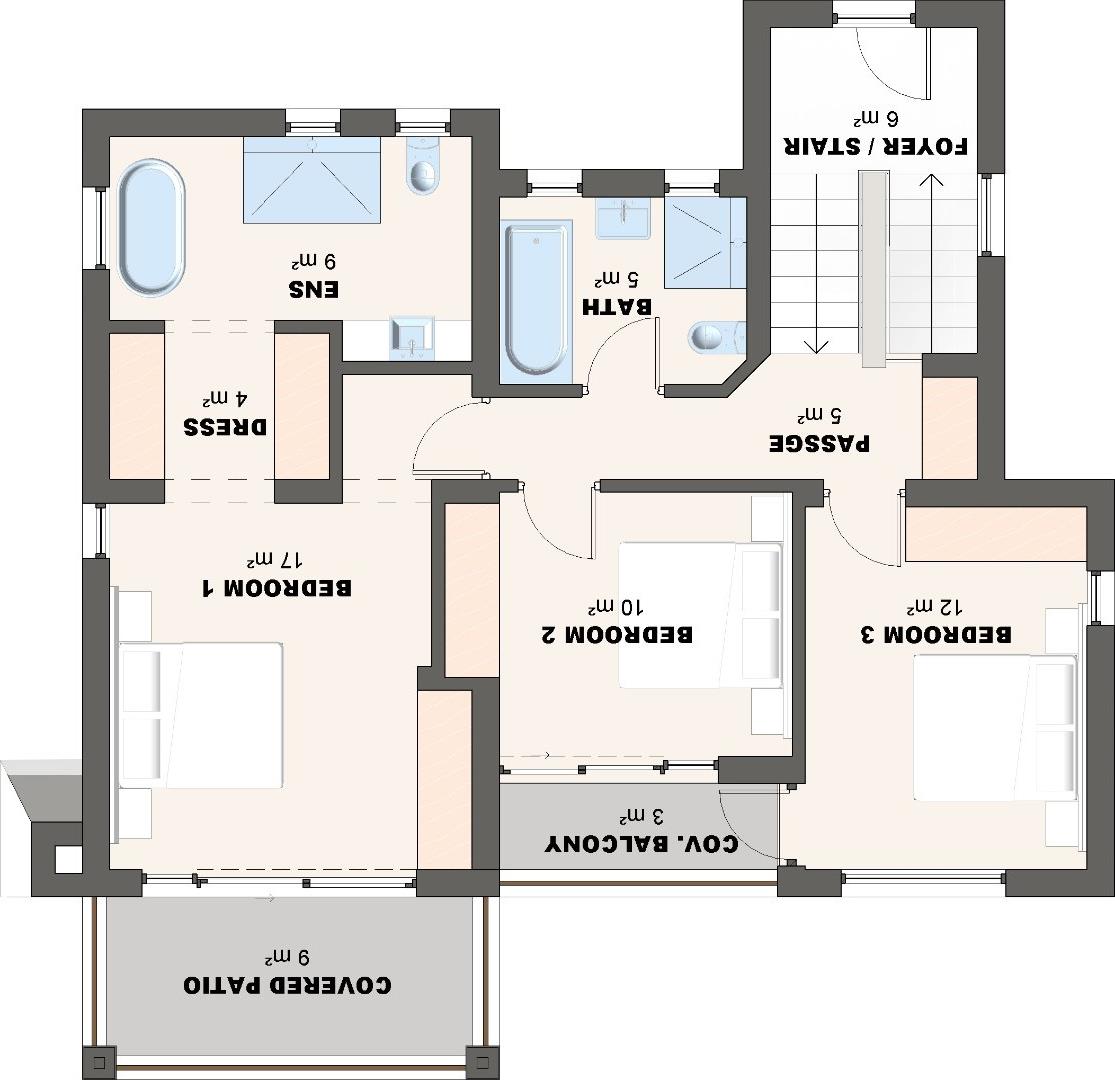 COVERED PATIO
9 m²
COV. BALCONY
3 m²
BEDROOM 3
12 m²
BEDROOM 2
10 m²
BEDROOM 1
17 m²
PASSGE
5 m²
DRESS
4 m²
BATH
5 m²
ENS
9 m²
FOYER / STAIR
6 m²